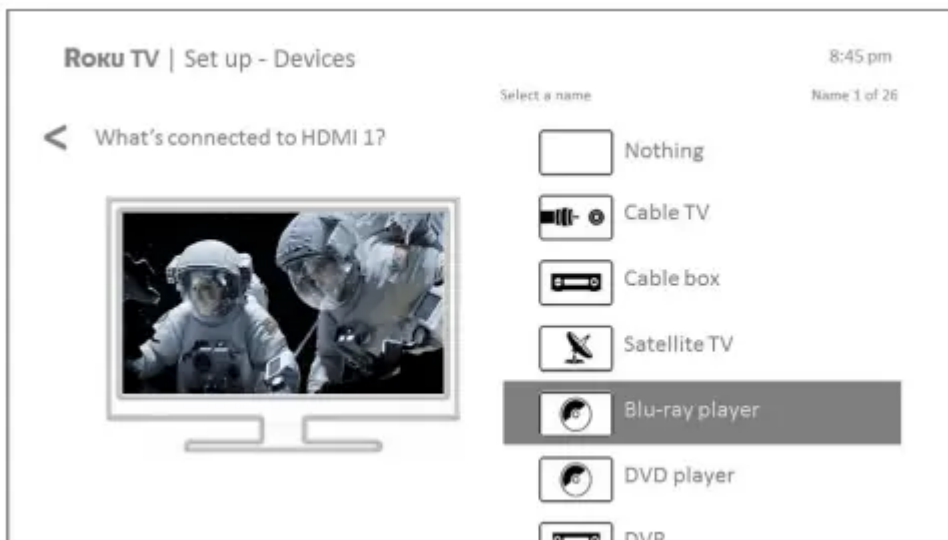 Roku TV | Set up - Devices
8:45 pm
Select a name
Name 1 of 26
< What's connected to HDMI 1?
Nothing
Cable TV
Cable box
Satellite TV
Blu-ray player
DVD player
DVR